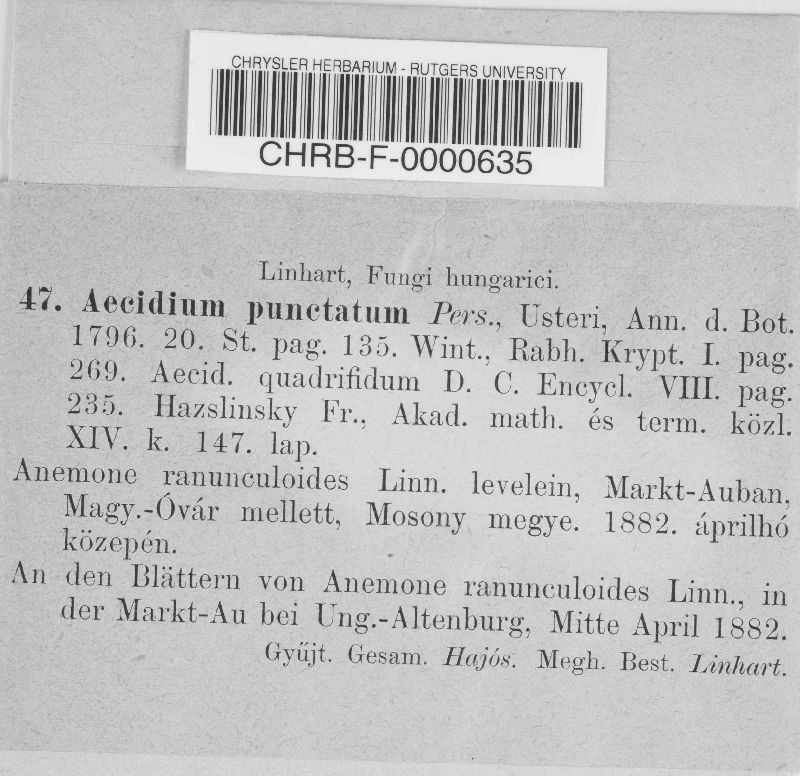 CHRYSLER HERBARIUM - RUTGERS UNIVERSITY
CHRB-F-0000635
Linhart, Fungi hungarici.
47. Aecidium punctatum Pers., Usteri, Ann. d. Bot.
1796. 20. St. pag. 135. Wint., Rabh. Krypt. I. pag.
269. Aecid. quadrifidum D. C. Encycl. VIII. pag.
235. Hazslinsky Fr., Akad. math. és term. közl.
XIV. k. 147. lap.
Anemone ranunculoides Linn. levelein, Markt-Auban,
Magy.-Óvár mellett, Mosony megye. 1882. áprilhó
közepén.
An den Blättern von Anemone ranunculoides Linn., in
der Markt-Au bei Ung.-Altenburg, Mitte April 1882.
Gyűjt. Gesam. Hajós. Megh. Best. Linhart.